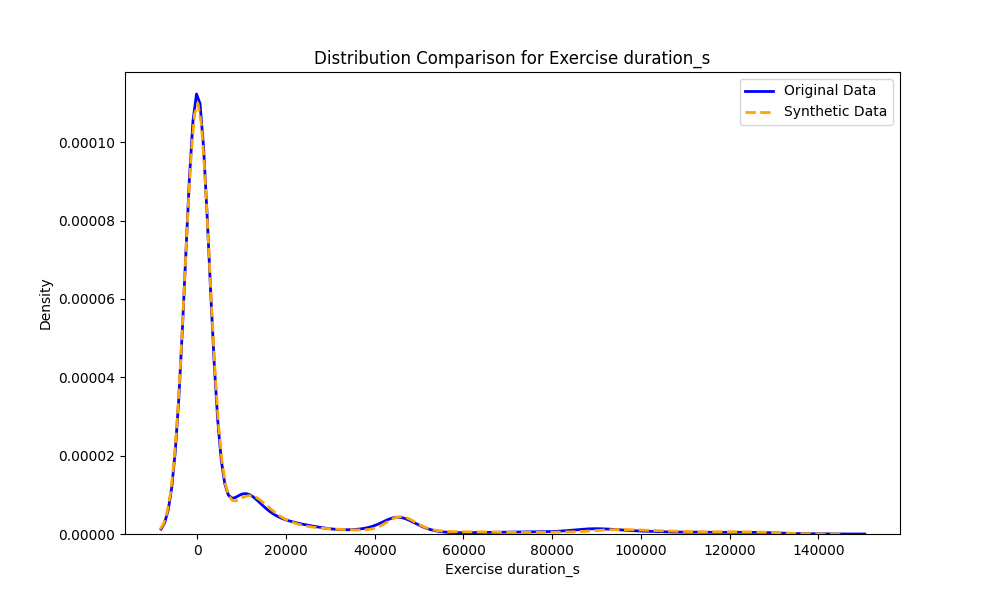 Distribution Comparison for Exercise duration_s
Original Data
Synthetic Data
Density
0.00010
0.00008
0.00006
0.00004
0.00002
0.00000
0 20000 40000 60000 80000 100000 120000 140000
Exercise duration_s